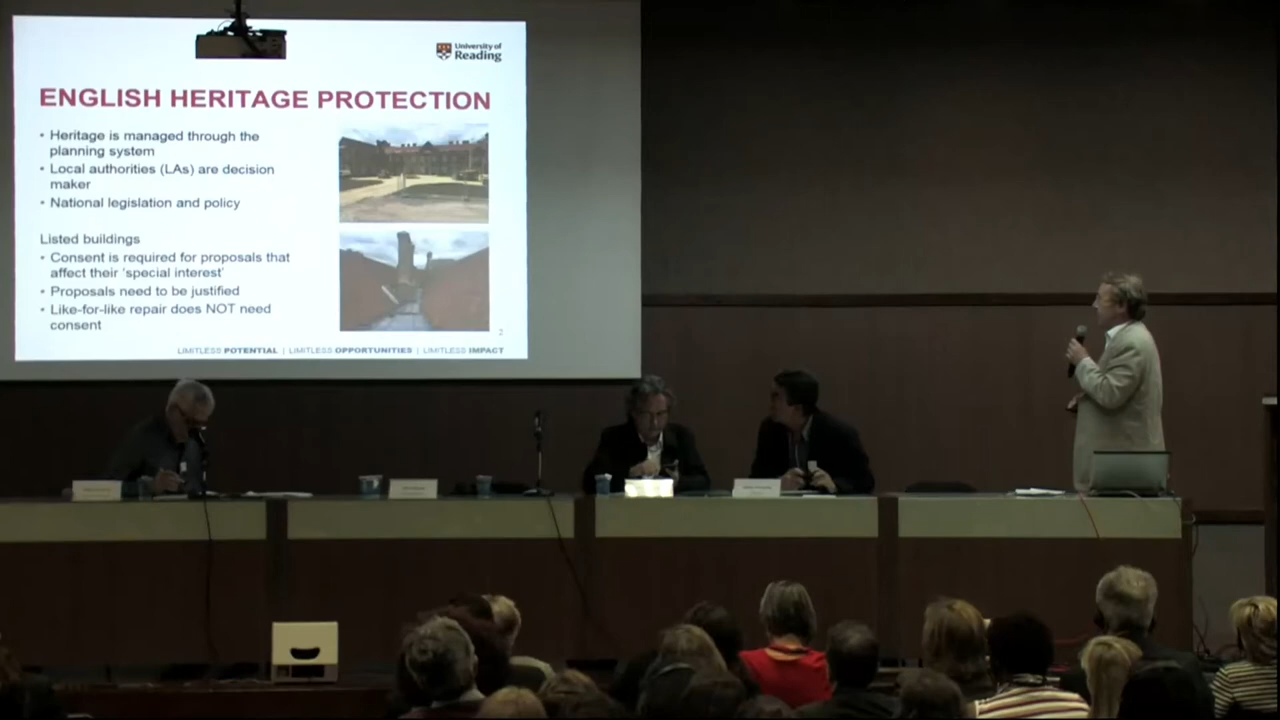 University of
Reading
ENGLISH HERITAGE PROTECTION
• Heritage is managed through the
planning system
• Local authorities (LAs) are decision
maker
• National legislation and policy
Listed buildings
• Consent is required for proposals that
affect their ‘special interest’
• Proposals need to be justified
• Like-for-like repair does NOT need
consent
2
LIMITLESS POTENTIAL | LIMITLESS OPPORTUNITIES | LIMITLESS IMPACT